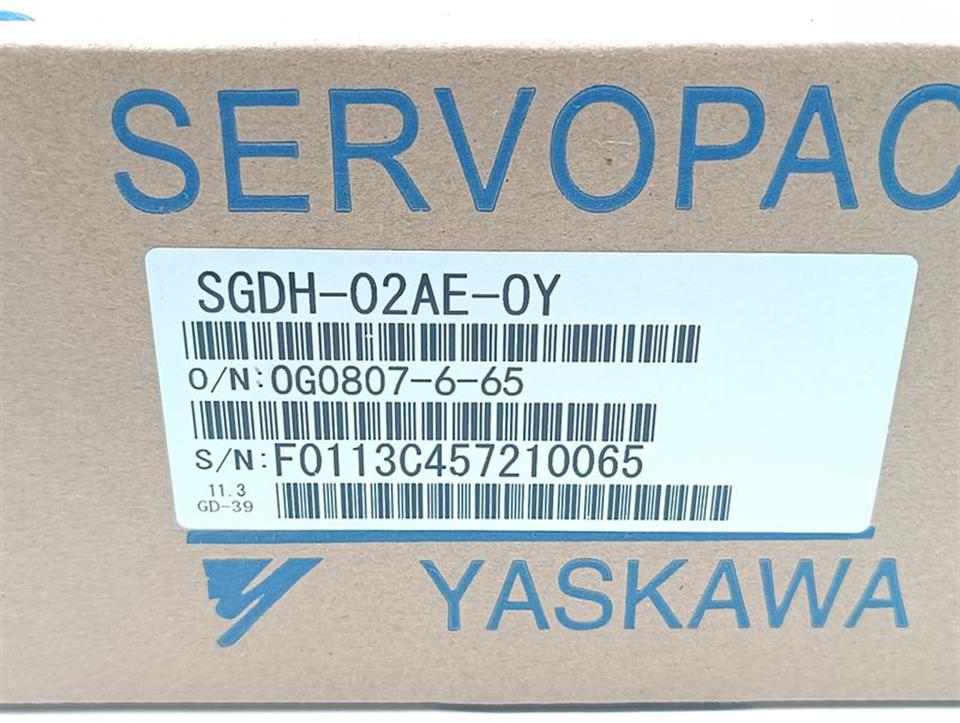 SERVOPAC
SGDH-02AE-OY
O/N: 0G0807-6-65
S/N: F0113C457210065
11.3
GD-39
YASKAWA